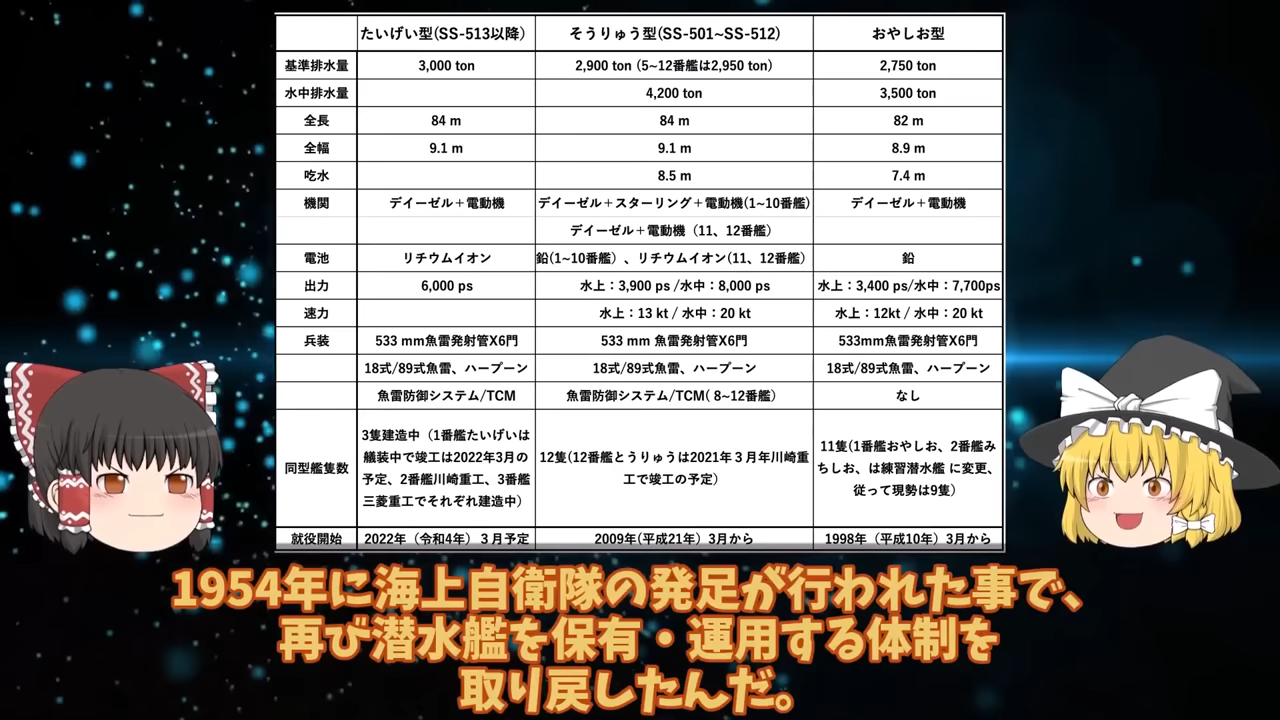 たいげい型(SS-513以降) そうりゅう型(SS-501~SS-512) おやしお型
基準排水量 3,000 ton 2,900 ton (5~12番艦は2,950 ton) 2,750 ton
水中排水量 4,200 ton 3,500 ton
全長 84 m 84 m 82 m
全幅 9.1 m 9.1 m 8.9 m
吃水 8.5 m 7.4 m
機関 デイーゼル＋電動機 デイーゼル＋スターリング＋電動機(1~10番艦) デイーゼル＋電動機
デイーゼル＋電動機（11、12番艦）
電池 リチウムイオン 鉛(1~10番艦）、リチウムイオン(11、12番艦） 鉛
出力 6,000 ps 水上：3,900 ps /水中：8,000 ps 水上：3,400 ps/水中：7,700ps
速力 水上：13 kt / 水中：20 kt 水上：12kt / 水中：20 kt
兵装 533 mm魚雷発射管X6門 533 mm 魚雷発射管X6門 533mm魚雷発射管X6門
18式/89式魚雷、ハープーン 18式/89式魚雷、ハープーン 18式/89式魚雷、ハープーン
魚雷防御システム/TCM 魚雷防御システム/TCM( 8~12番艦） なし
同型艦隻数
3隻建造中（1番艦たいげいは
艤装中で竣工は2022年3月の
予定、2番艦川崎重工、3番艦
三菱重工でそれぞれ建造中）
12隻(12番艦とうりゅうは2021年３月年川崎重
工で竣工の予定）
11隻(1番艦おやしお、2番艦み
ちしお、は練習潜水艦 に変更、
従って現勢は9隻）
就役開始 2022年（令和4年）３月予定 2009年(平成21年）3月から 1998年（平成10年）3月から
1954年に海上自衛隊の発足が行われた事で、
再び潜水艦を保有・運用する体制を
取り戻したんだ。